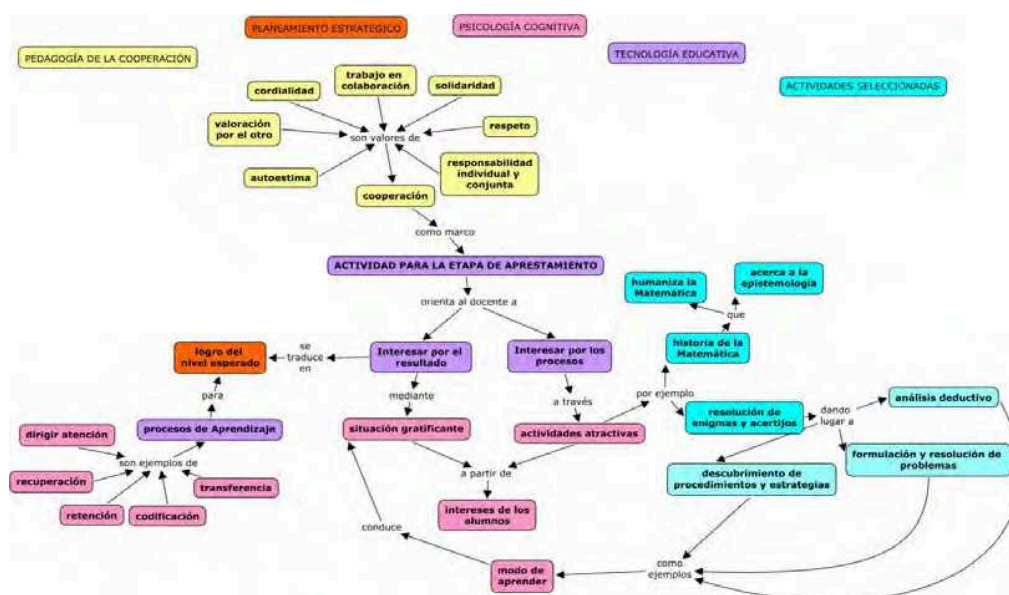 PLANEAMIENTO ESTRATEGICO
PSICOLOGÍA COGNITIVA
PEDAGOGÍA DE LA COOPERACIÓN
TECNOLOGÍA EDUCATIVA
ACTIVIDADES SELECCIONADAS
cordialidad
trabajo en
colaboración
solidaridad
valoración
por el otro
son valores de
respeto
autoestima
responsabilidad
individual y
conjunta
cooperación
como marco
ACTIVIDAD PARA LA ETAPA DE APRESTAMIENTO
orienta al docente a
humaniza la
Matemática
acerca a la
epistemología
que
historia de la
Matemática
logro del
nivel esperado
se
traduce
en
Interesar por el
resultado
Interesar por los
procesos
para
mediante
a través
por ejemplo
procesos de Aprendizaje
situación gratificante
actividades atractivas
resolución de
enigmas y acertijos
dando
lugar a
análisis deductivo
formulación y resolución de
problemas
dirigir atención
son ejemplos de
recuperación
transferencia
retención
codificación
a partir de
intereses de los
alumnos
descubrimiento de
procedimientos y estrategias
conduce
modo de
aprender
como
ejemplos